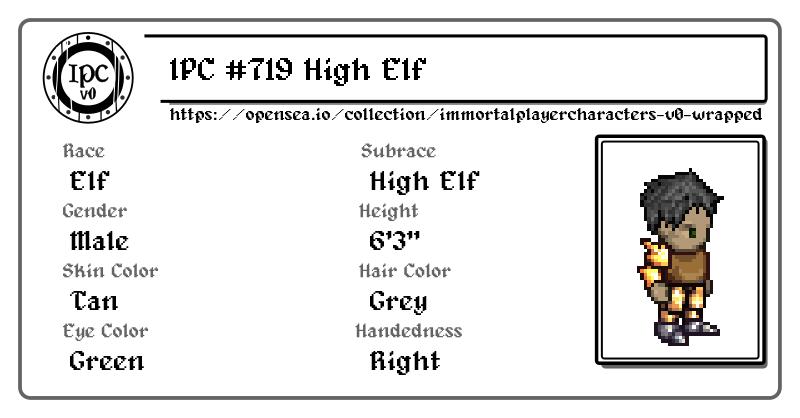 IPC
v0
IPC #719 High Elf
https://opensea.io/collection/immortalplayercharacters-v0-wrapped
Race
Subrace
Elf
High Elf
Gender
Height
Male
6'3"
Skin Color
Hair Color
Tan
Grey
Eye Color
Handedness
Green
Right